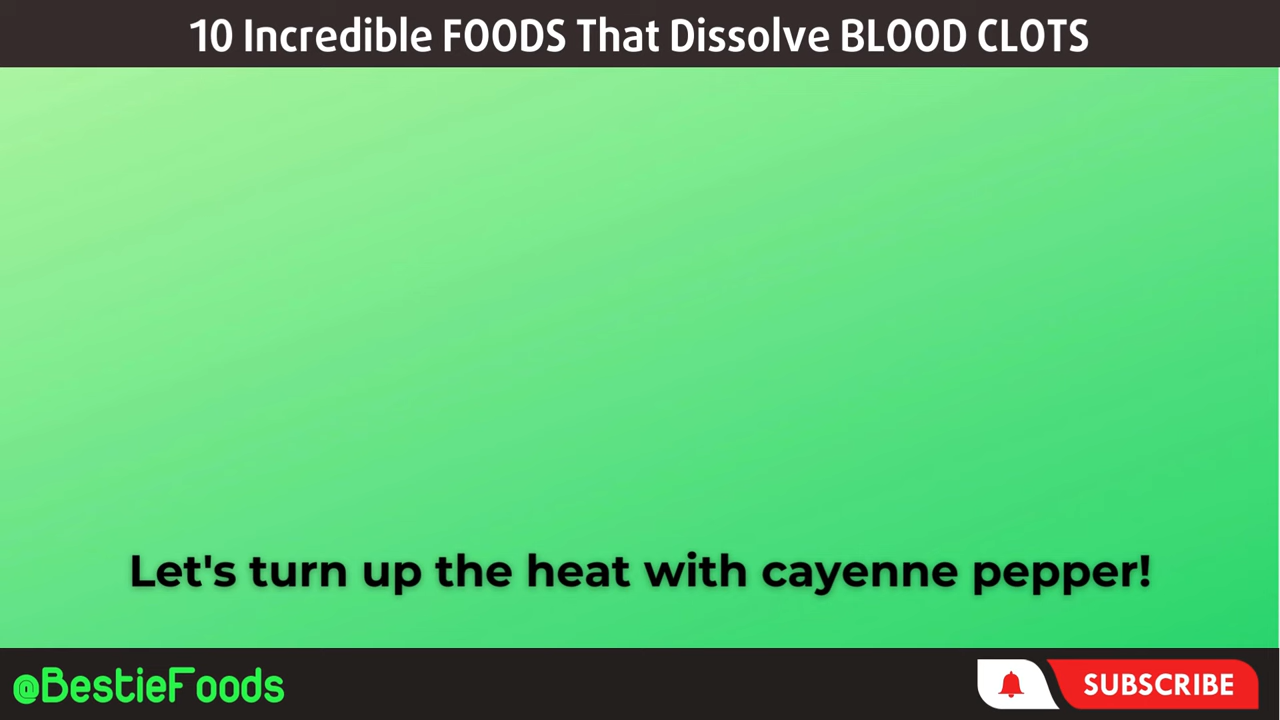 10 Incredible FOODS That Dissolve BLOOD CLOTS
Let's turn up the heat with cayenne pepper!
@BestieFoods
SUBSCRIBE